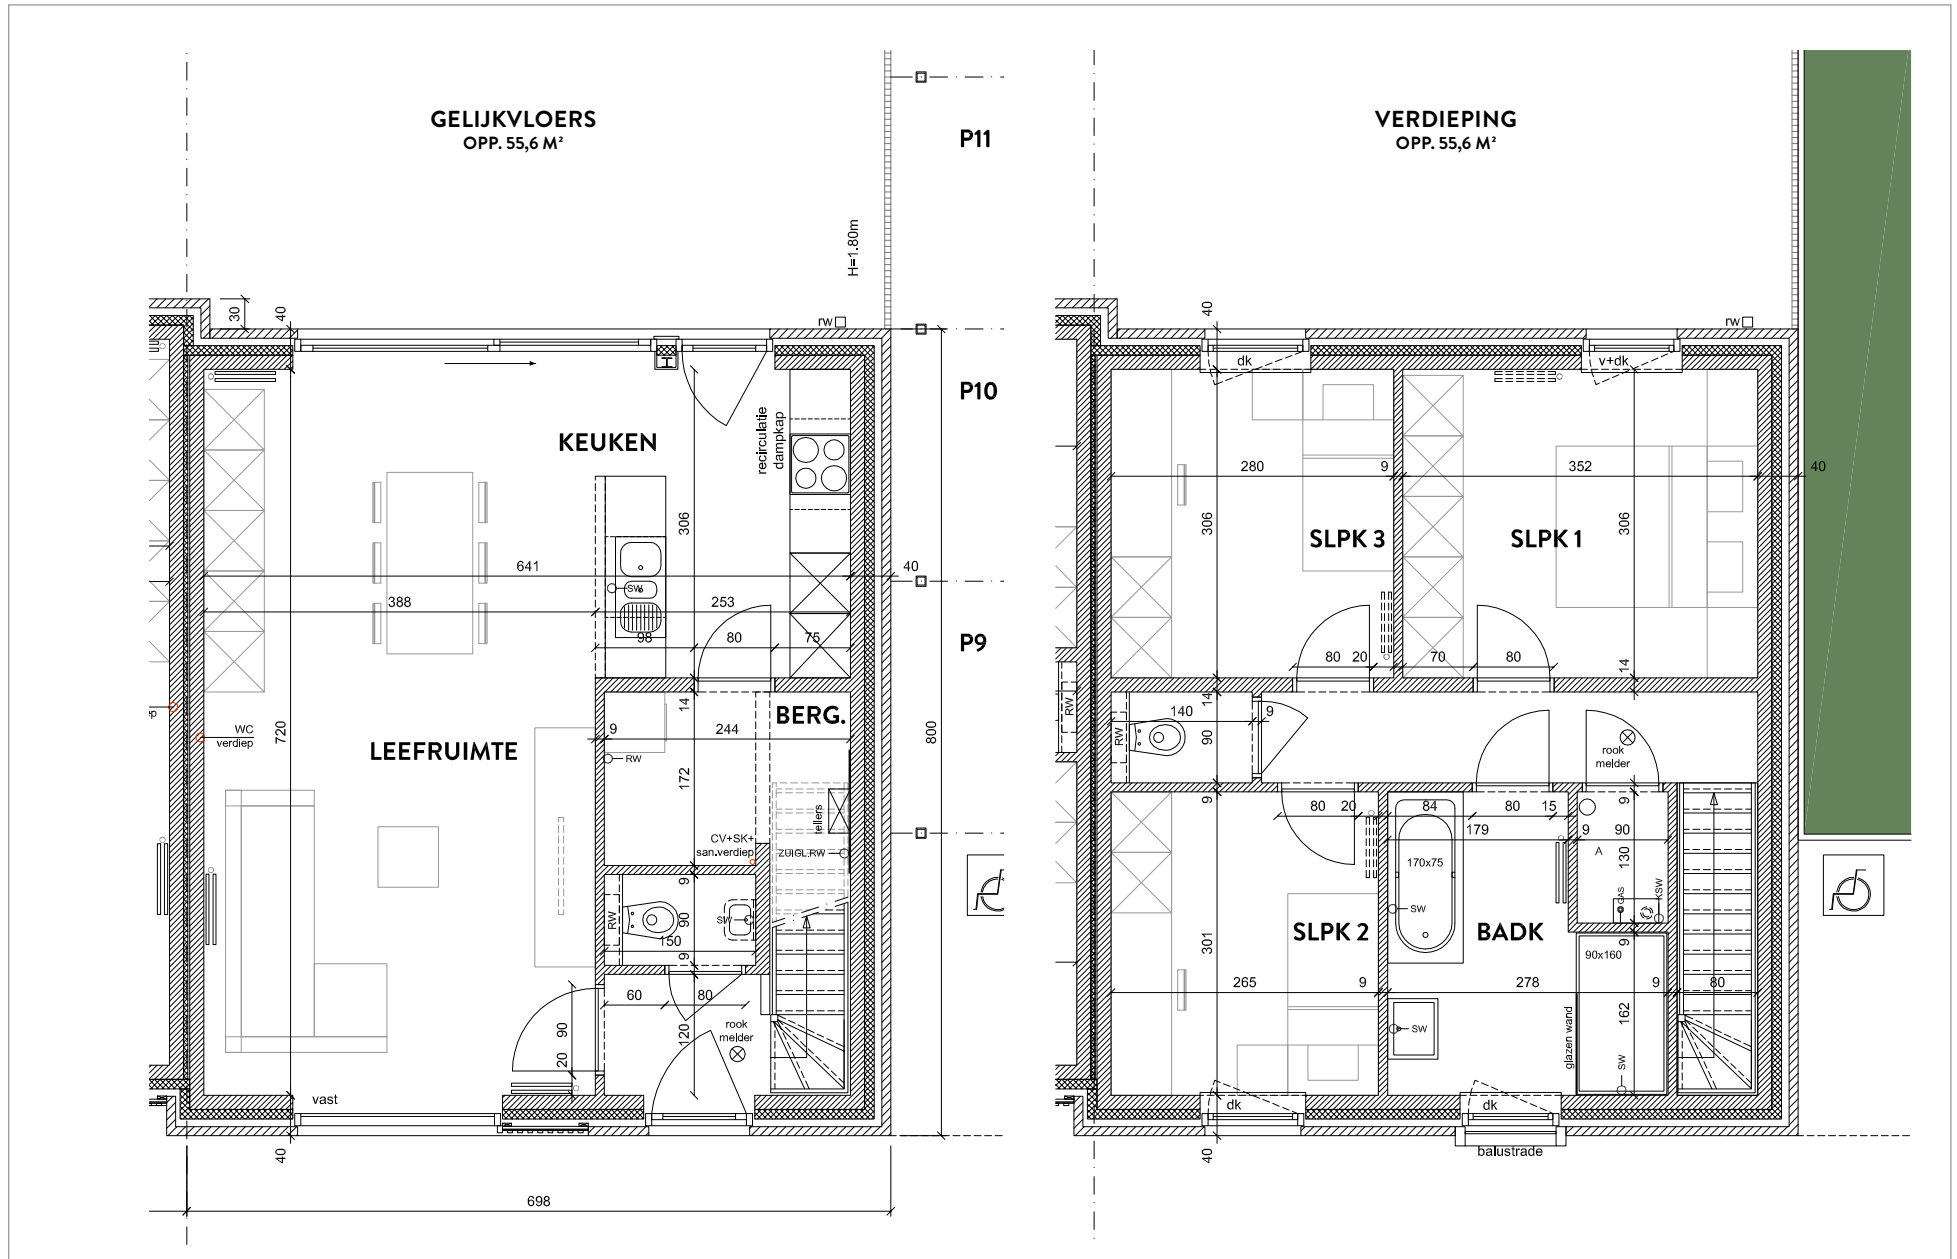 GELIJKVLOERS
OPP. 55,6 M²
VERDIEPING
OPP. 55,6 M²
P11
P10
P9
H=1.80m
30
40
rw
KEUKEN
recirculatie
dampkap
306
641
40
388
253
SW
98
80
75
14
BERG.
9
244
RW
172
WC
verdiep
720
LEEFRUIMTE
800
tellers
CV+SK+
san.verdiep
ZUIGL.RW
9
RW
90
SW
150
9
60
80
90
20
120
rook
melder
vast
40
698
40
rw
dk
v+dk
280
9
352
40
306
306
SLPK 3
SLPK 1
80
20
70
80
14
RW
14
140
9
RW
90
rook
melder
9
80
20
84
80
15
9
179
9
90
A
130
170x75
GAS
KSW
SW
SLPK 2
BADK
301
9
90x160
265
9
278
9
80
162
SW
glazen wand
SW
dk
dk
balustrade
40